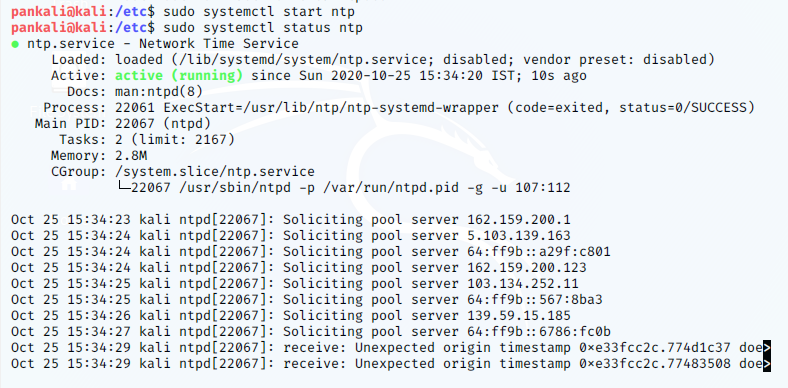 pankali@kali:/etc$ sudo systemctl start ntp
pankali@kali:/etc$ sudo systemctl status ntp
● ntp.service - Network Time Service
Loaded: loaded (/lib/systemd/system/ntp.service; disabled; vendor preset: disabled)
Active: active (running) since Sun 2020-10-25 15:34:20 IST; 10s ago
Docs: man:ntpd(8)
Process: 22061 ExecStart=/usr/lib/ntp/ntp-systemd-wrapper (code=exited, status=0/SUCCESS)
Main PID: 22067 (ntpd)
Tasks: 2 (limit: 2167)
Memory: 2.8M
CGroup: /system.slice/ntp.service
└─22067 /usr/sbin/ntpd -p /var/run/ntpd.pid -g -u 107:112
Oct 25 15:34:23 kali ntpd[22067]: Soliciting pool server 162.159.200.1
Oct 25 15:34:24 kali ntpd[22067]: Soliciting pool server 5.103.139.163
Oct 25 15:34:24 kali ntpd[22067]: Soliciting pool server 64:ff9b::a29f:c801
Oct 25 15:34:24 kali ntpd[22067]: Soliciting pool server 162.159.200.123
Oct 25 15:34:25 kali ntpd[22067]: Soliciting pool server 103.134.252.11
Oct 25 15:34:25 kali ntpd[22067]: Soliciting pool server 64:ff9b::567:8ba3
Oct 25 15:34:26 kali ntpd[22067]: Soliciting pool server 139.59.15.185
Oct 25 15:34:27 kali ntpd[22067]: Soliciting pool server 64:ff9b::6786:fc0b
Oct 25 15:34:29 kali ntpd[22067]: receive: Unexpected origin timestamp 0×e33fcc2c.774d1c37 doe>
Oct 25 15:34:29 kali ntpd[22067]: receive: Unexpected origin timestamp 0×e33fcc2c.77483508 doe>